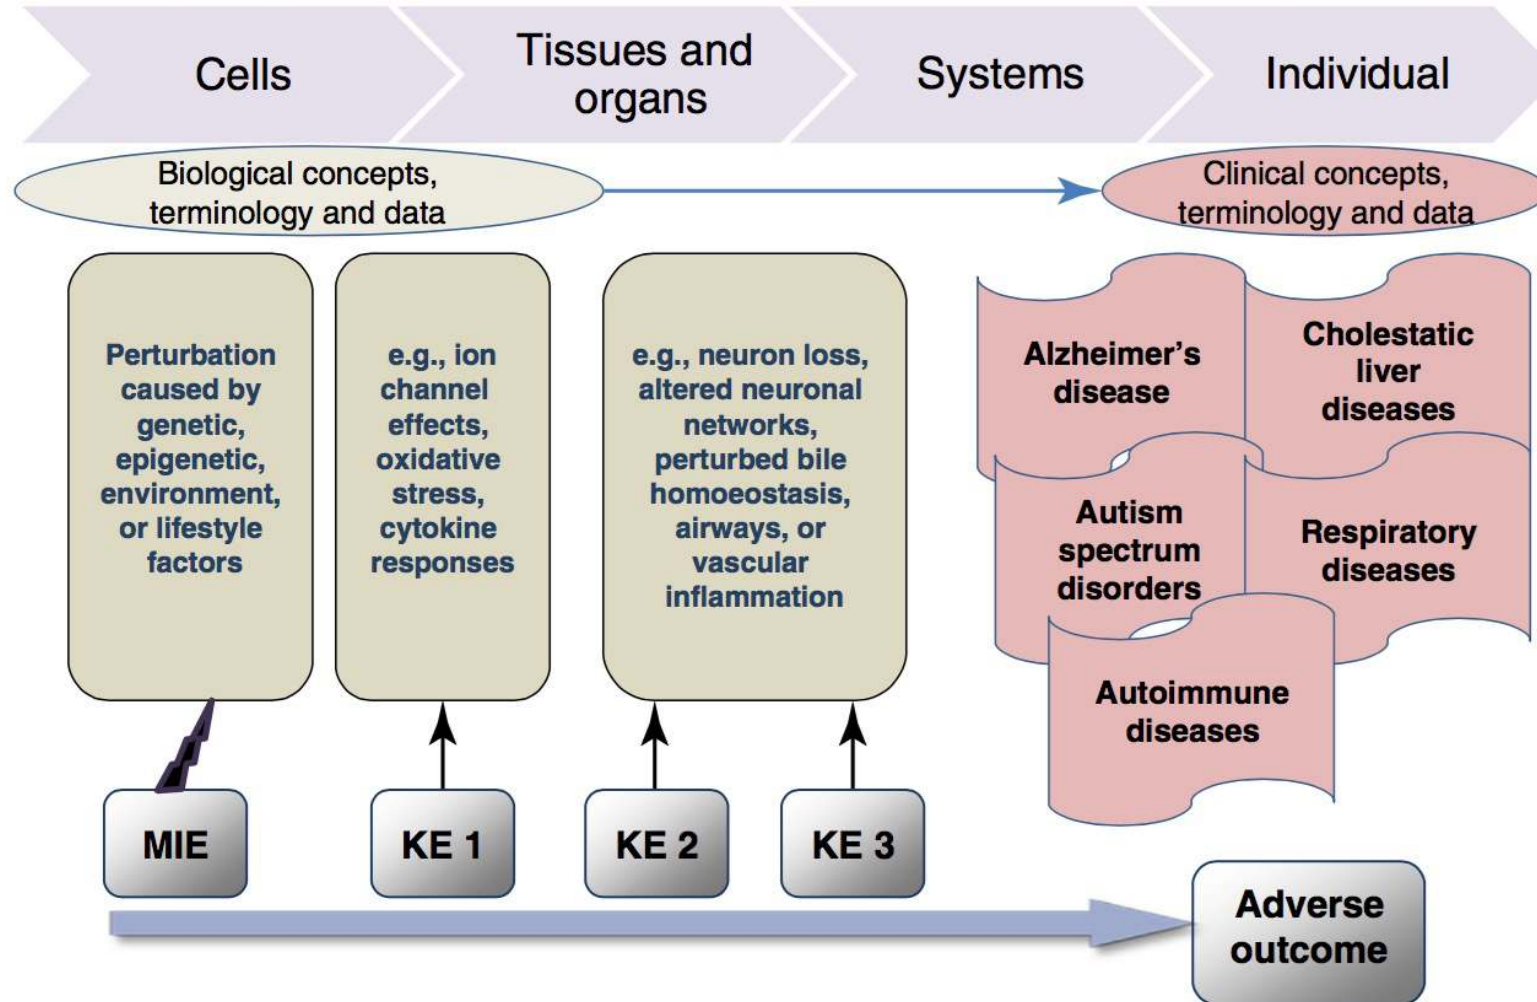 Cells
Tissues and
organs
Systems
Individual
Biological concepts,
terminology and data
Clinical concepts,
terminology and data
Perturbation
caused by
genetic,
epigenetic,
environment,
or lifestyle
factors
e.g., ion
channel
effects,
oxidative
stress,
cytokine
responses
e.g., neuron loss,
altered neuronal
networks,
perturbed bile
homoeostasis,
airways, or
vascular
inflammation
Alzheimer’s
disease
Cholestatic
liver
diseases
Autism
spectrum
disorders
Respiratory
diseases
Autoimmune
diseases
MIE
KE 1
KE 2
KE 3
Adverse
outcome